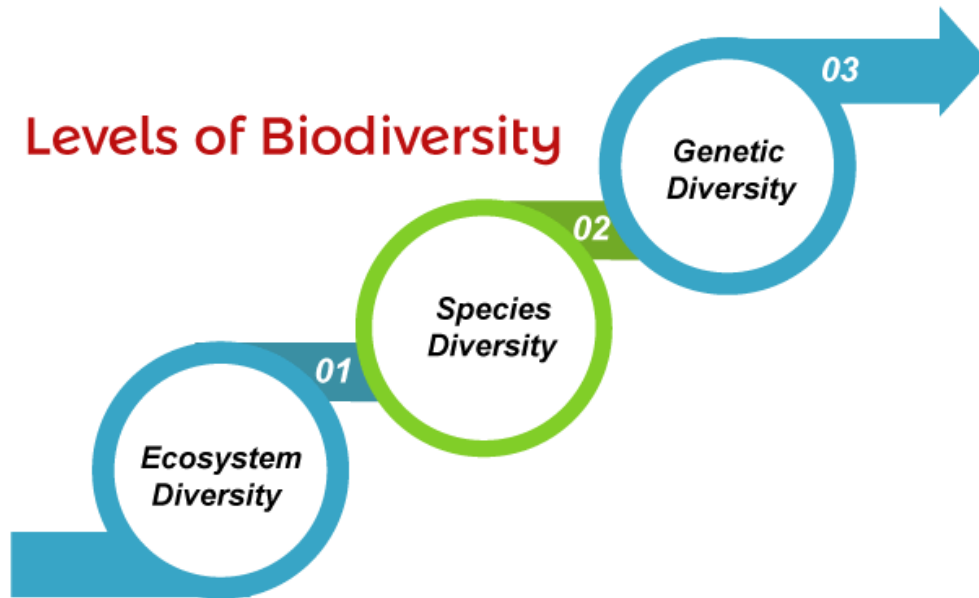 Levels of Biodiversity
03
Genetic
Diversity
02
Species
Diversity
01
Ecosystem
Diversity